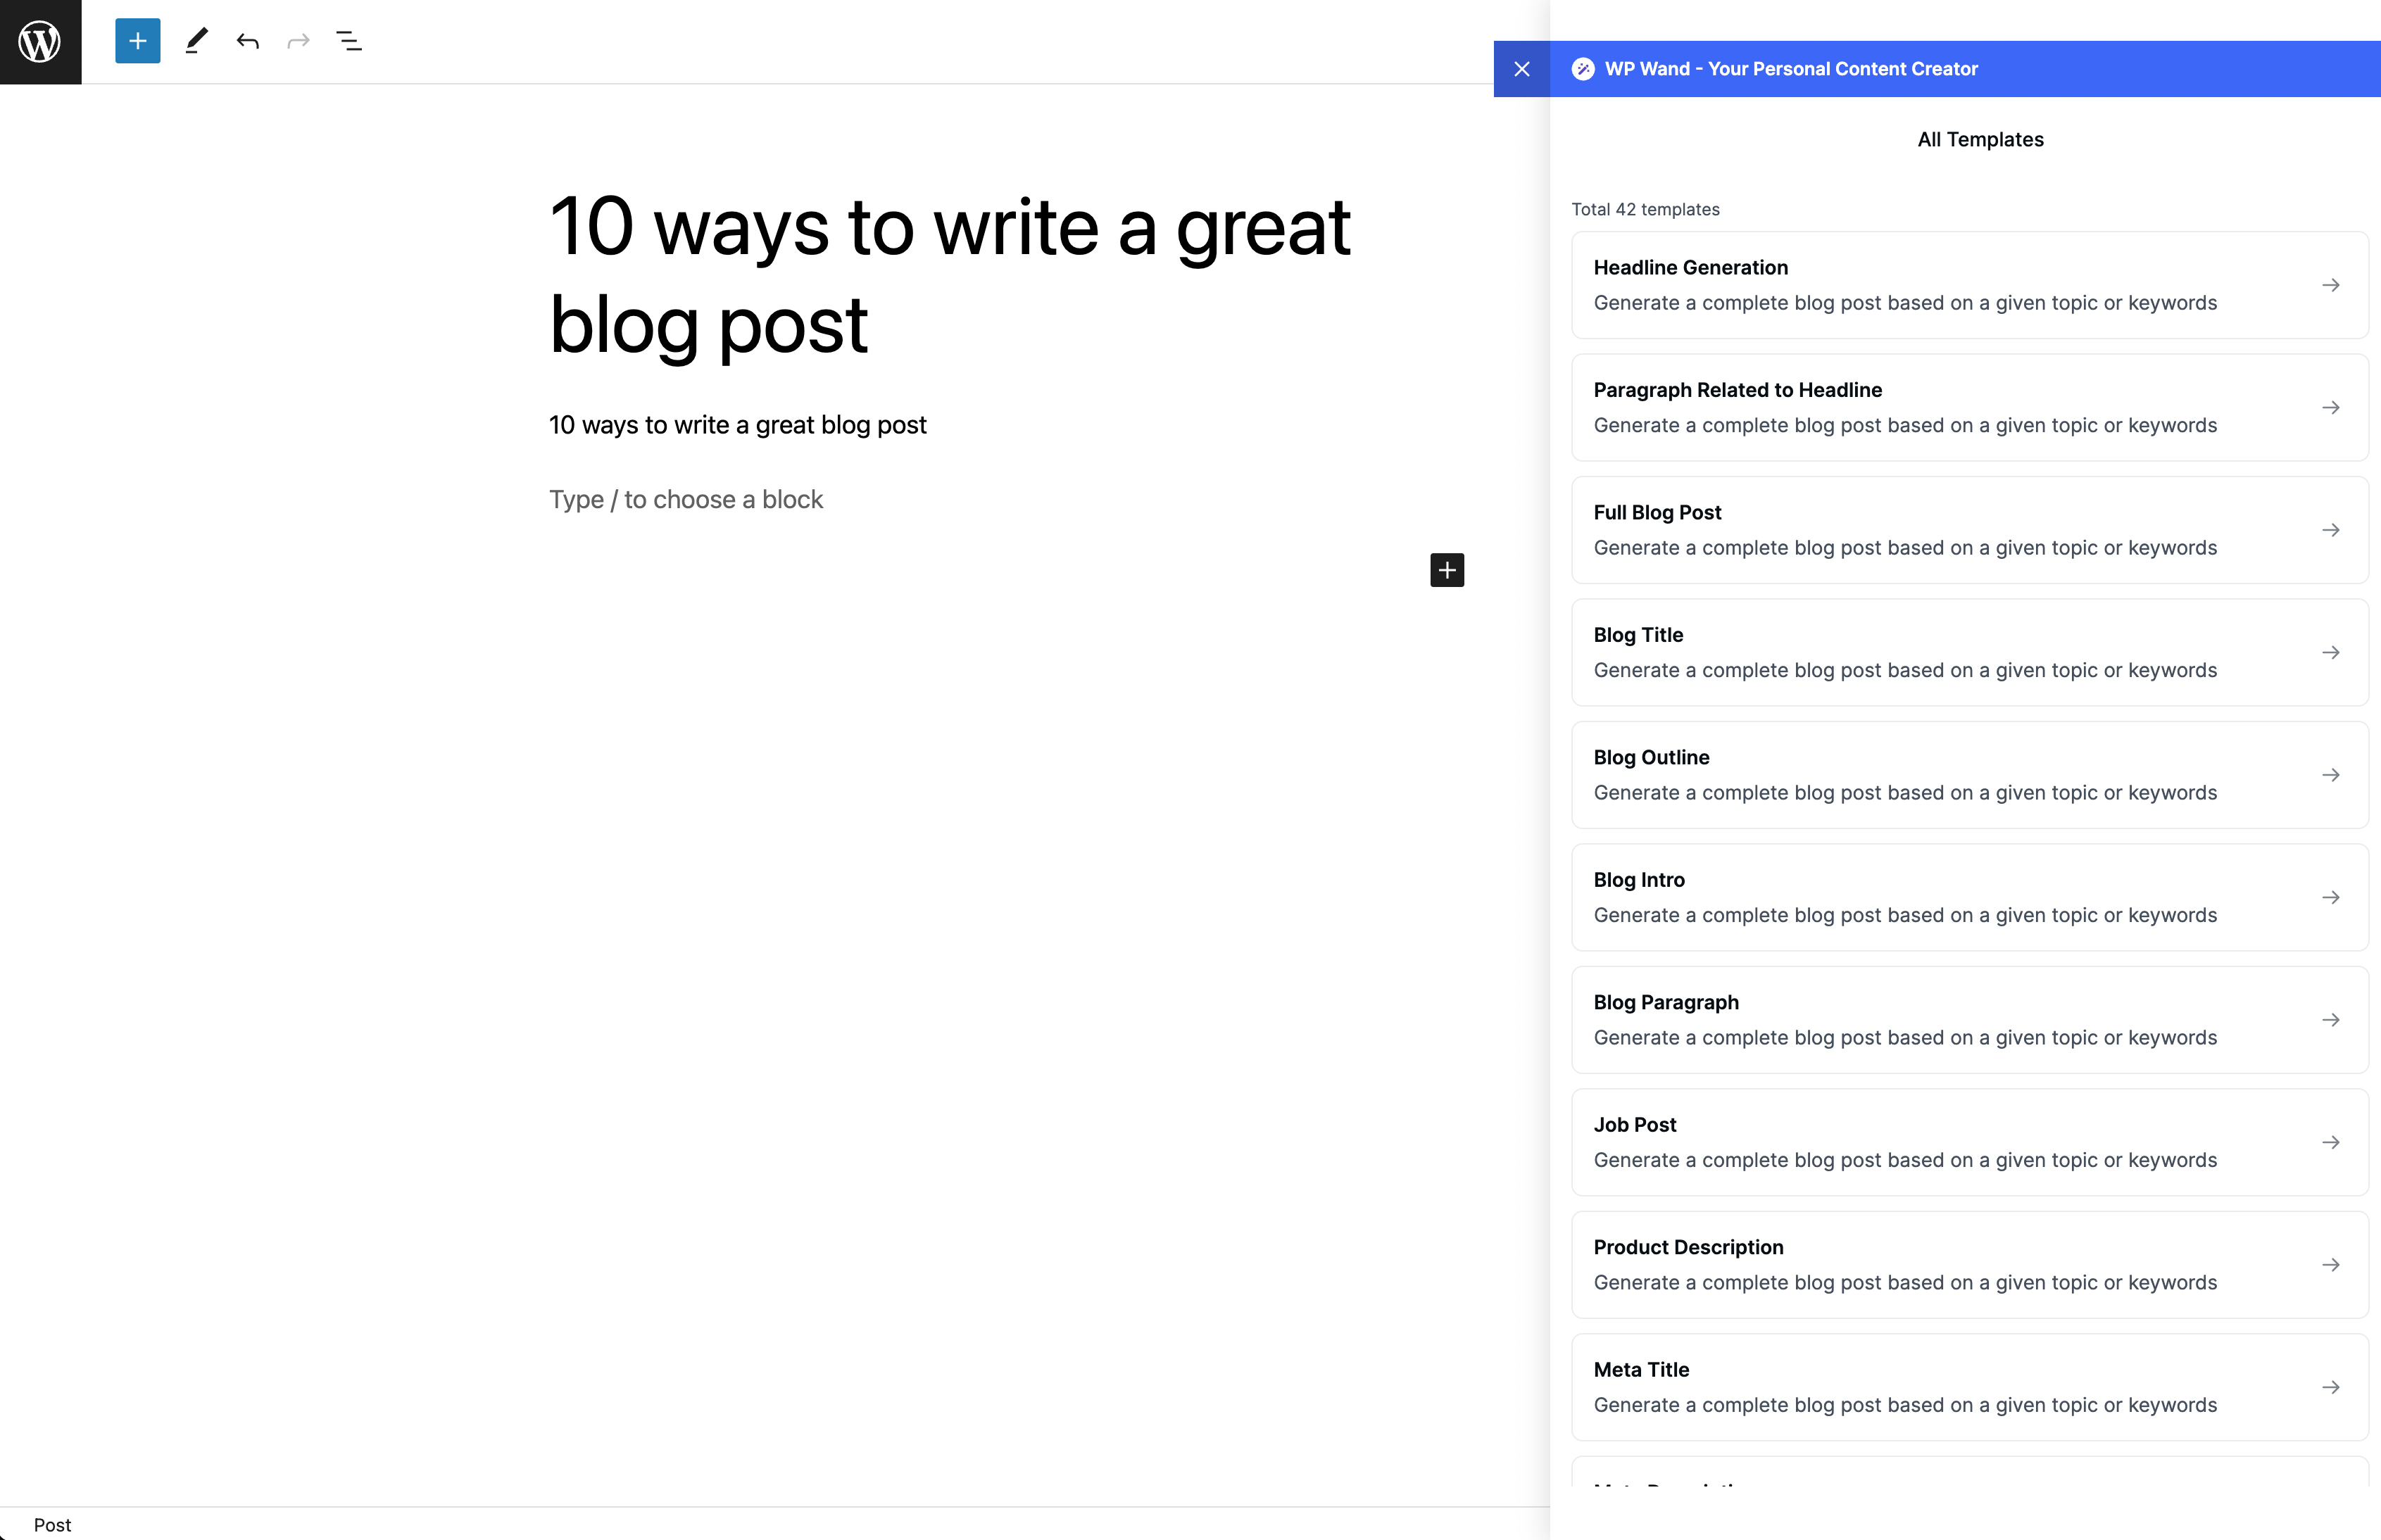 10 ways to write a great
blog post
10 ways to write a great blog post
Type / to choose a block
Post
WP Wand - Your Personal Content Creator
All Templates
Total 42 templates
Headline Generation
Generate a complete blog post based on a given topic or keywords
Paragraph Related to Headline
Generate a complete blog post based on a given topic or keywords
Full Blog Post
Generate a complete blog post based on a given topic or keywords
Blog Title
Generate a complete blog post based on a given topic or keywords
Blog Outline
Generate a complete blog post based on a given topic or keywords
Blog Intro
Generate a complete blog post based on a given topic or keywords
Blog Paragraph
Generate a complete blog post based on a given topic or keywords
Job Post
Generate a complete blog post based on a given topic or keywords
Product Description
Generate a complete blog post based on a given topic or keywords
Meta Title
Generate a complete blog post based on a given topic or keywords